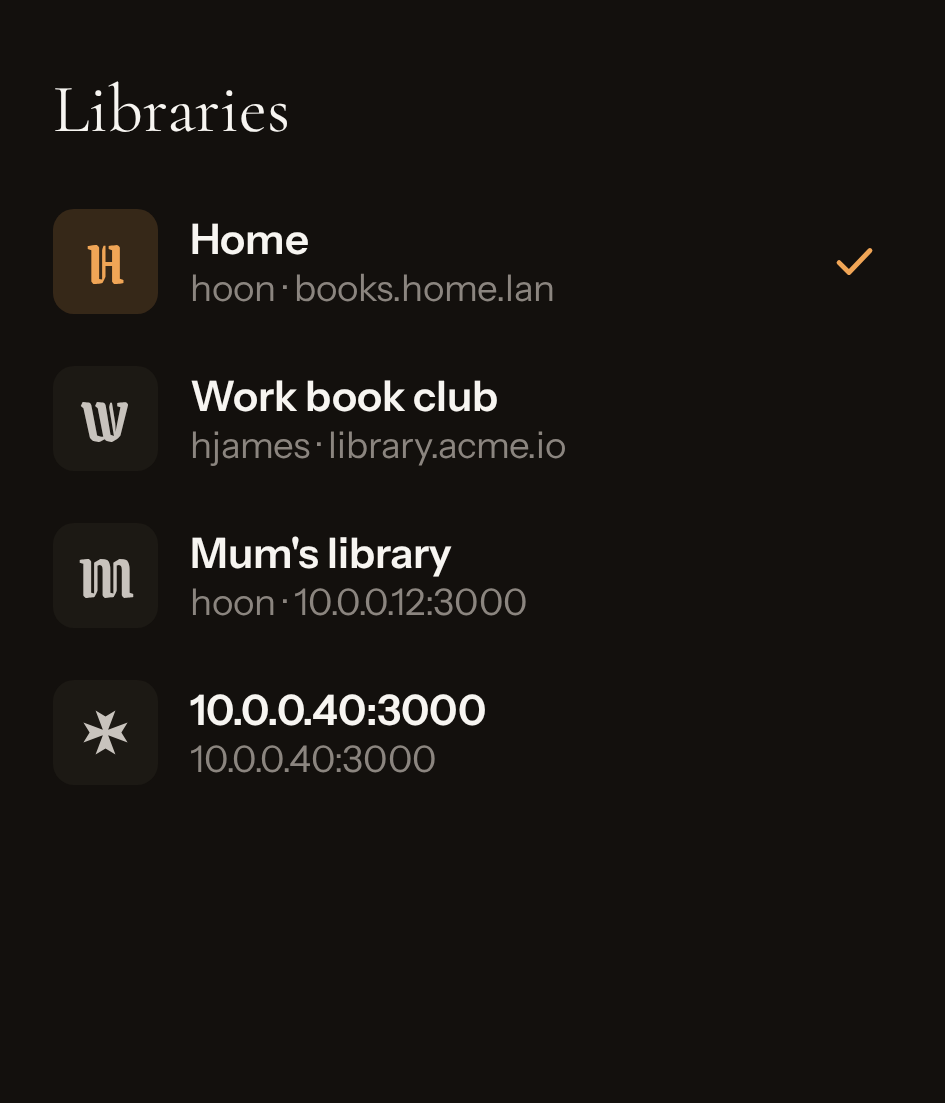 Libraries
H
Home
hoon · books.home.lan
W
Work book club
hjames · library.acme.io
M
Mum's library
hoon · 10.0.0.12:3000
10.0.0.40:3000
10.0.0.40:3000